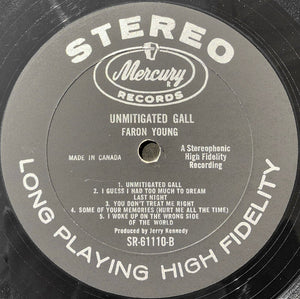 STEREO
Mercury
RECORDS
UNMITIGATED GALL
FARON YOUNG
MADE IN CANADA
A Stereophonic
High Fidelity
Recording
1. UNMITIGATED GALL
2. I GUESS I HAD TOO MUCH TO DREAM
LAST NIGHT
3. YOU DON'T TREAT ME RIGHT
4. SOME OF YOUR MEMORIES (HURT ME ALL THE TIME)
5. I WOKE UP ON THE WRONG SIDE
OF THE WORLD
Produced by Jerry Kennedy
SR-61110-B
LONG PLAYING HIGH FIDELITY